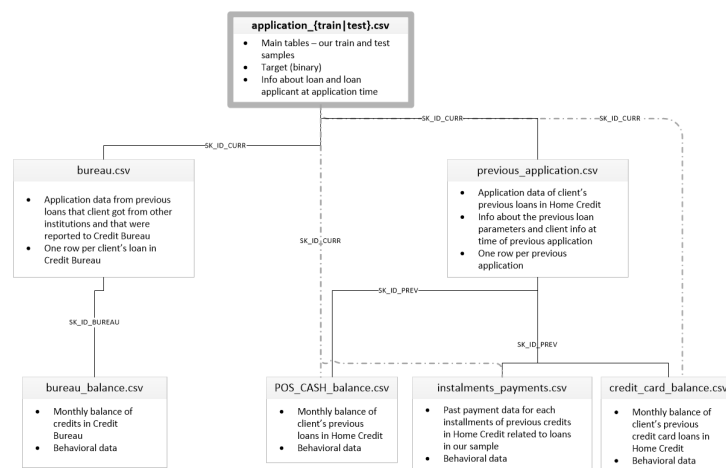 application_{train|test}.csv
• Main tables – our train and test
samples
• Target (binary)
• Info about loan and loan
applicant at application time
SK_ID_CURR
SK_ID_CURR
SK_ID_CURR
bureau.csv
• Application data from previous
loans that client got from other
institutions and that were
reported to Credit Bureau
• One row per client's loan in
Credit Bureau
previous_application.csv
• Application data of client's
previous loans in Home Credit
• Info about the previous loan
parameters and client info at
time of previous application
• One row per previous
application
SK_ID_CURR
SK_ID_PREV
SK_ID_BUREAU
SK_ID_PREV
bureau_balance.csv
• Monthly balance of
credits in Credit
Bureau
• Behavioral data
POS_CASH_balance.csv
• Monthly balance of
client's previous
loans in Home Credit
• Behavioral data
instalments_payments.csv
• Past payment data for each
installments of previous credits
in Home Credit related to loans
in our sample
• Behavioral data
credit_card_balance.csv
• Monthly balance of
client's previous
credit card loans in
Home Credit
• Behavioral data